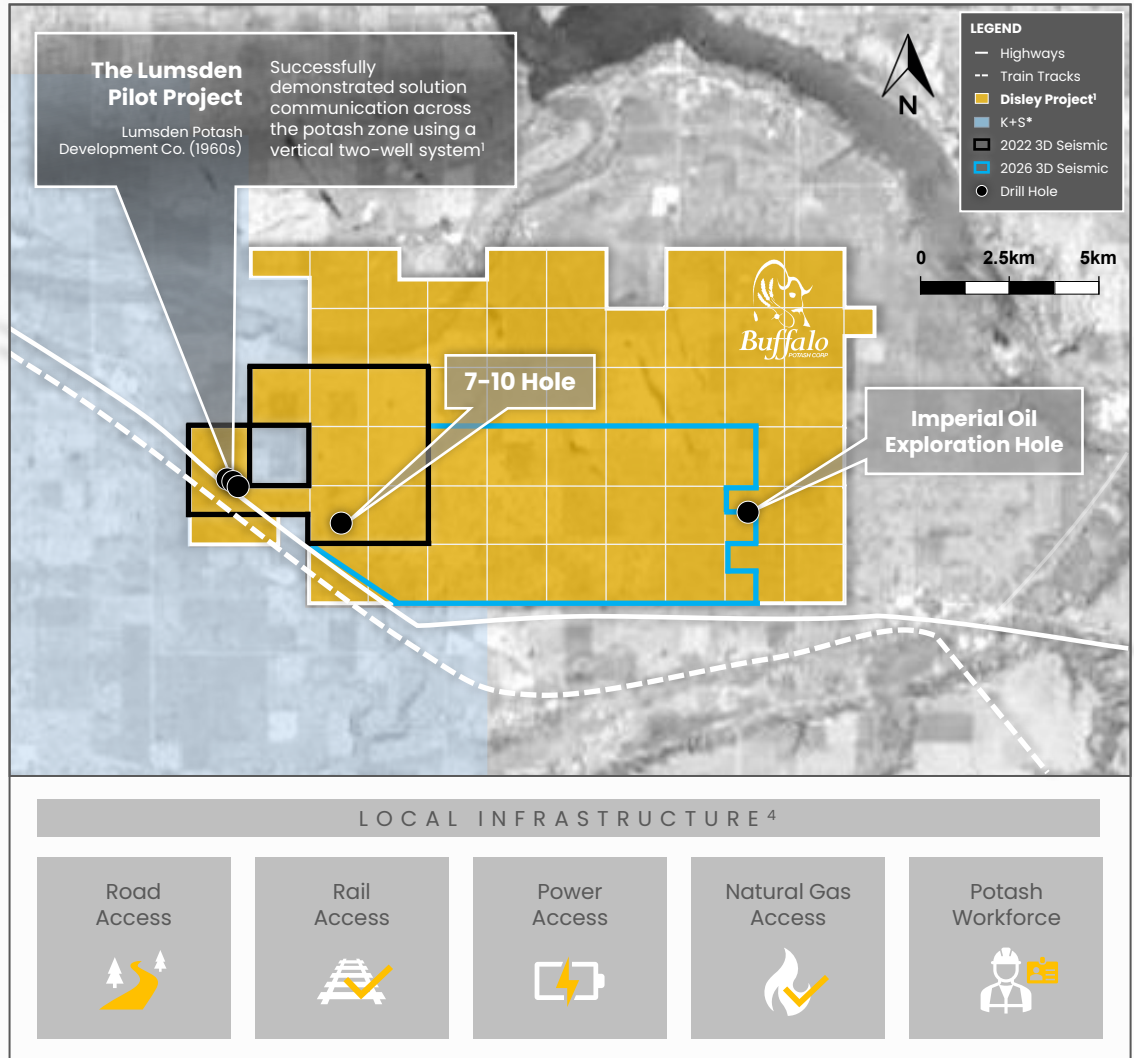 The Lumsden
Pilot Project
Lumsden Potash
Development Co. (1960s)
Successfully
demonstrated solution
communication across
the potash zone using a
vertical two-well system¹
N
LEGEND
Highways
Train Tracks
Disley Project¹
K+S*
2022 3D Seismic
2026 3D Seismic
Drill Hole
0 2.5km 5km
Buffalo
POTASH CORP
7-10 Hole
Imperial Oil
Exploration Hole
LOCAL INFRASTRUCTURE⁴
Road
Access
Rail
Access
Power
Access
Natural Gas
Access
Potash
Workforce